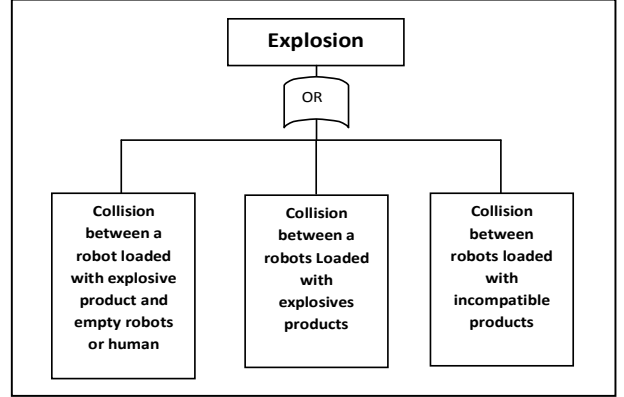 Explosion
OR
Collision
between a
robot loaded
with explosive
product and
empty robots
or human
Collision
between a
robots Loaded
with
explosives
products
Collision
between
robots loaded
with
incompatible
products